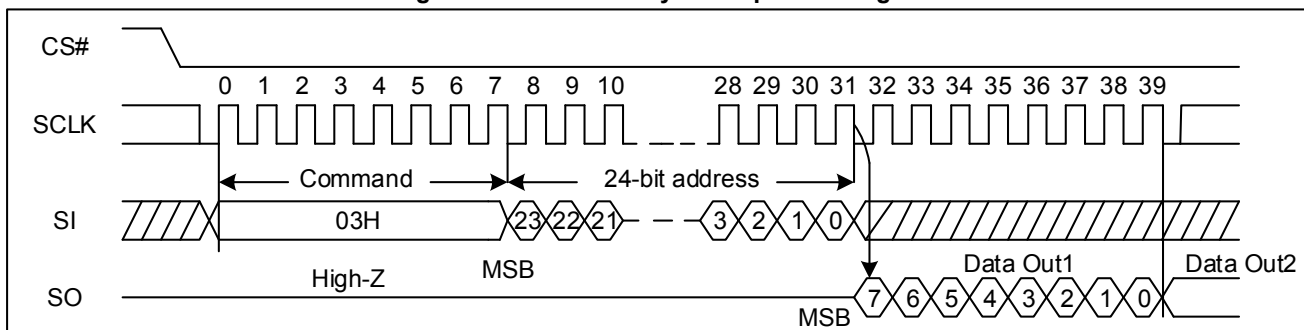 CS#
0 1 2 3 4 5 6 7 8 9 10 28 29 30 31 32 33 34 35 36 37 38 39
SCLK
Command 24-bit address
SI 03H 23 22 21 3 2 1 0
High-Z MSB Data Out1 Data Out2
SO 7 6 5 4 3 2 1 0
MSB